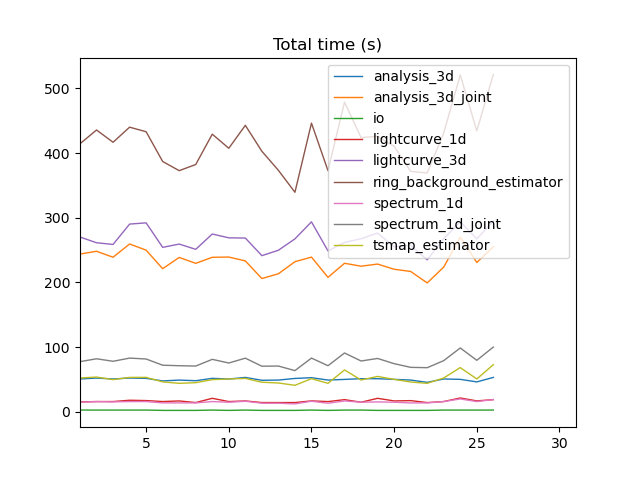 Total time (s)
500
400
300
200
100
0
5
10
15
20
25
30
analysis_3d
analysis_3d_joint
io
lightcurve_1d
lightcurve_3d
ring_background_estimator
spectrum_1d
spectrum_1d_joint
tsmap_estimator